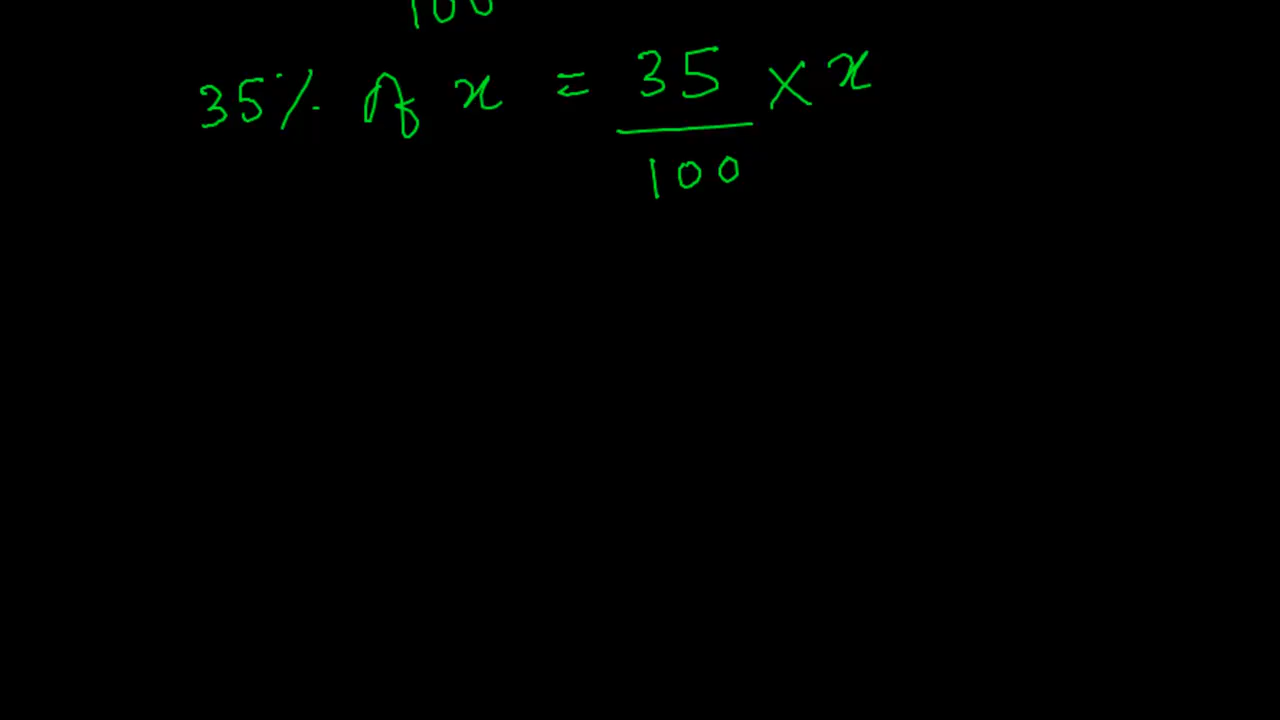 100
35% of x = 35/100 × x